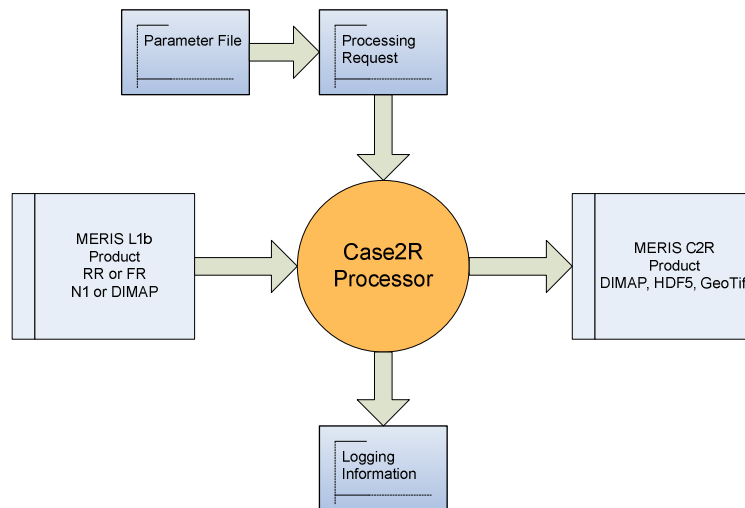 Parameter File
Processing
Request
MERIS L1b
Product
RR or FR
N1 or DIMAP
Case2R
Processor
MERIS C2R
Product
DIMAP, HDF5, GeoTif
Logging
Information